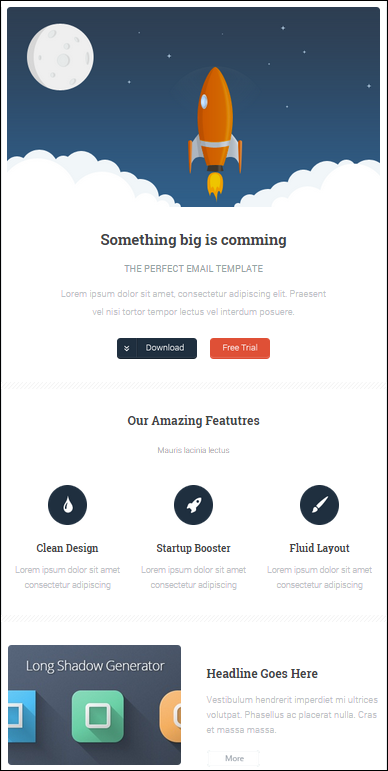 Something big is comming
THE PERFECT EMAIL TEMPLATE
Lorem ipsum dolor sit amet, consectetur adipiscing elit. Praesent
vel nisi tortor tempor lectus vel interdum posuere.
Download
Free Trial
Our Amazing Featutres
Mauris lacinia lectus
Clean Design
Startup Booster
Fluid Layout
Lorem ipsum dolor sit amet
consectetur adipiscing
Lorem ipsum dolor sit amet
consectetur adipiscing
Lorem ipsum dolor sit amet
consectetur adipiscing
Long Shadow Generator
Headline Goes Here
Vestibulum hendrerit imperdiet mi ultrices
volutpat. Phasellus ac placerat nulla. Cras
et massa massa.
More